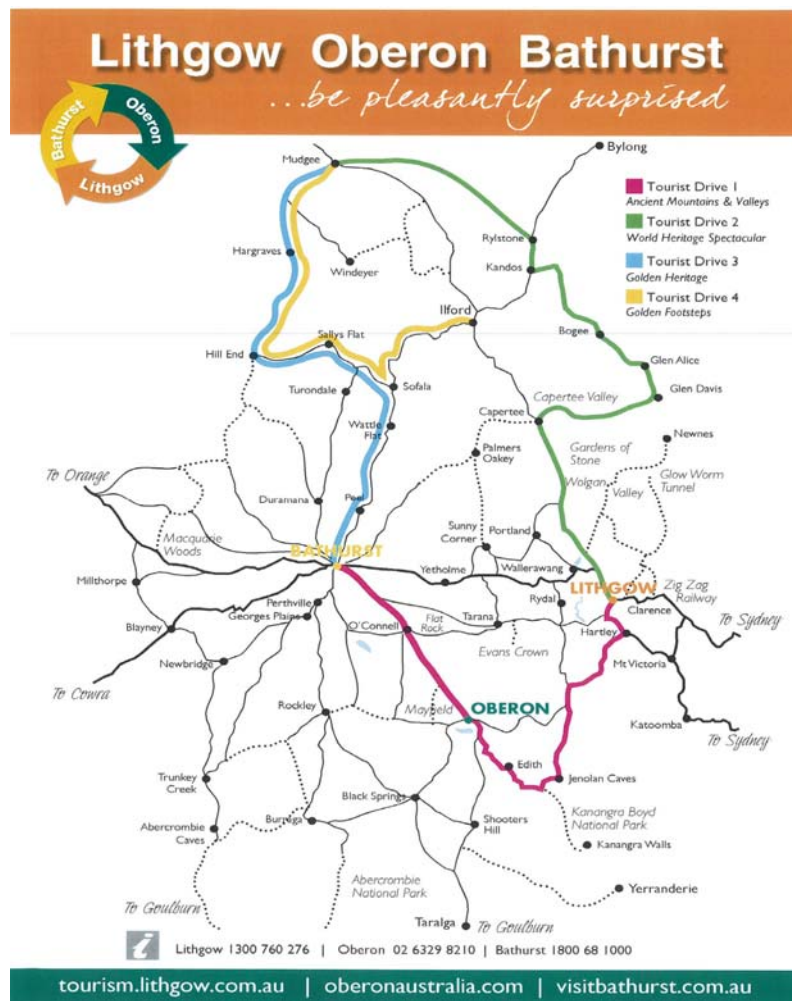 Lithgow Oberon Bathurst
...be pleasantly surprised
Bathurst
Oberon
Lithgow
Tourist Drive 1
Ancient Mountains & Valleys
Tourist Drive 2
World Heritage Spectacular
Tourist Drive 3
Golden Heritage
Tourist Drive 4
Golden Footsteps
Bylong
Mudgee
Rylstone
Hargraves
Windeyer
Kandos
Ilford
Bogee
Sallys Flat
Hill End
Glen Alice
Turondale
Sofala
Capertee Valley
Glen Davis
Wattle
Flat
Capertee
Newnes
Palmers
Oakey
Gardens of
Stone
Wolgan
Valley
Glow Worm
Tunnel
To Orange
Duramana
Peel
Macquarie
Woods
Sunny
Corner
Portland
BATHURST
Yetholme
Wallerawang
LITHGOW
Zig Zag
Railway
Millthorpe
Perthville
Georges Plains
Rydal
Clarence
To Sydney
Blayney
O'Connell
Flat
Rock
Tarana
Hartley
Newbridge
Evans Crown
Mt Victoria
To Cowra
Rockley
Mayfield
OBERON
Katoomba
To Sydney
Edith
Jenolan Caves
Trunkey
Creek
Black Springs
Kanangra Boyd
National Park
Abercrombie
Caves
Burraga
Shooters
Hill
Kanangra Walls
Abercrombie
National Park
Yerranderie
To Goulburn
Taralga
To Goulburn
i
Lithgow 1300 760 276 | Oberon 02 6329 8210 | Bathurst 1800 68 1000
tourism.lithgow.com.au | oberonaustralia.com | visitbathurst.com.au